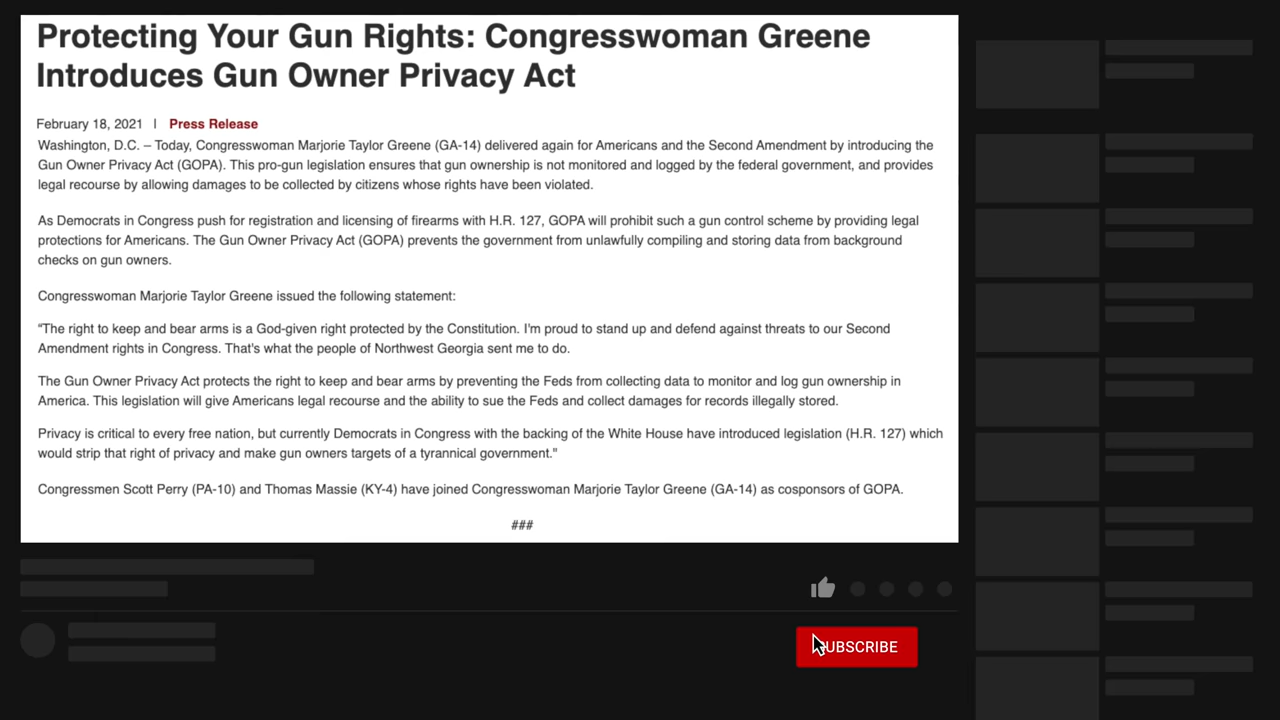 Protecting Your Gun Rights: Congresswoman Greene
Introduces Gun Owner Privacy Act
February 18, 2021 | Press Release
Washington, D.C. – Today, Congresswoman Marjorie Taylor Greene (GA-14) delivered again for Americans and the Second Amendment by introducing the
Gun Owner Privacy Act (GOPA). This pro-gun legislation ensures that gun ownership is not monitored and logged by the federal government, and provides
legal recourse by allowing damages to be collected by citizens whose rights have been violated.
As Democrats in Congress push for registration and licensing of firearms with H.R. 127, GOPA will prohibit such a gun control scheme by providing legal
protections for Americans. The Gun Owner Privacy Act (GOPA) prevents the government from unlawfully compiling and storing data from background
checks on gun owners.
Congresswoman Marjorie Taylor Greene issued the following statement:
“The right to keep and bear arms is a God-given right protected by the Constitution. I'm proud to stand up and defend against threats to our Second
Amendment rights in Congress. That's what the people of Northwest Georgia sent me to do.
The Gun Owner Privacy Act protects the right to keep and bear arms by preventing the Feds from collecting data to monitor and log gun ownership in
America. This legislation will give Americans legal recourse and the ability to sue the Feds and collect damages for records illegally stored.
Privacy is critical to every free nation, but currently Democrats in Congress with the backing of the White House have introduced legislation (H.R. 127) which
would strip that right of privacy and make gun owners targets of a tyrannical government."
Congressmen Scott Perry (PA-10) and Thomas Massie (KY-4) have joined Congresswoman Marjorie Taylor Greene (GA-14) as cosponsors of GOPA.
###
SUBSCRIBE